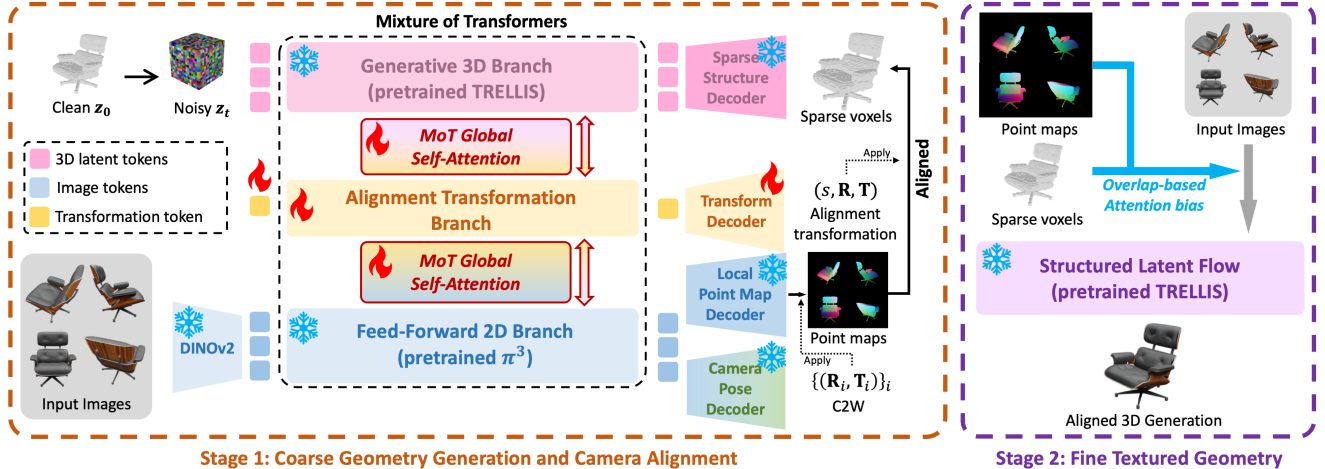 Mixture of Transformers
Clean z₀
Noisy zₜ
3D latent tokens
Image tokens
Transformation token
Input Images
DINOv2
Generative 3D Branch
(pretrained TRELLIS)
MoT Global
Self-Attention
Alignment Transformation
Branch
MoT Global
Self-Attention
Feed-Forward 2D Branch
(pretrained π³)
Sparse
Structure
Decoder
Sparse voxels
Apply
(s, R, T)
Alignment
transformation
Aligned
Transform
Decoder
Local
Point Map
Decoder
Point maps
Apply
{(Rᵢ, Tᵢ)}ᵢ
C2W
Camera
Pose
Decoder
Stage 1: Coarse Geometry Generation and Camera Alignment
Point maps
Input Images
Sparse voxels
Overlap-based
Attention bias
Structured Latent Flow
(pretrained TRELLIS)
Aligned 3D Generation
Stage 2: Fine Textured Geometry